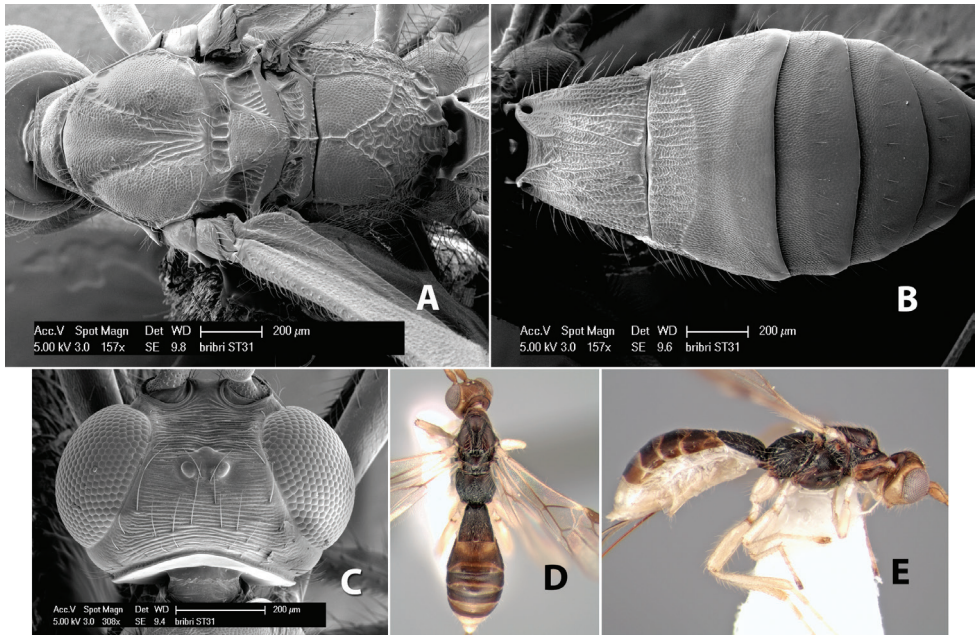 A
Acc.V Spot Magn Det WD 200 µm
5.00 kV 3.0 157x SE 9.8 bribri ST31
B
Acc.V Spot Magn Det WD 200 µm
5.00 kV 3.0 157x SE 9.6 bribri ST31
C
Acc.V Spot Magn Det WD 200 µm
5.00 kV 3.0 308x SE 9.4 bribri ST31
D
E